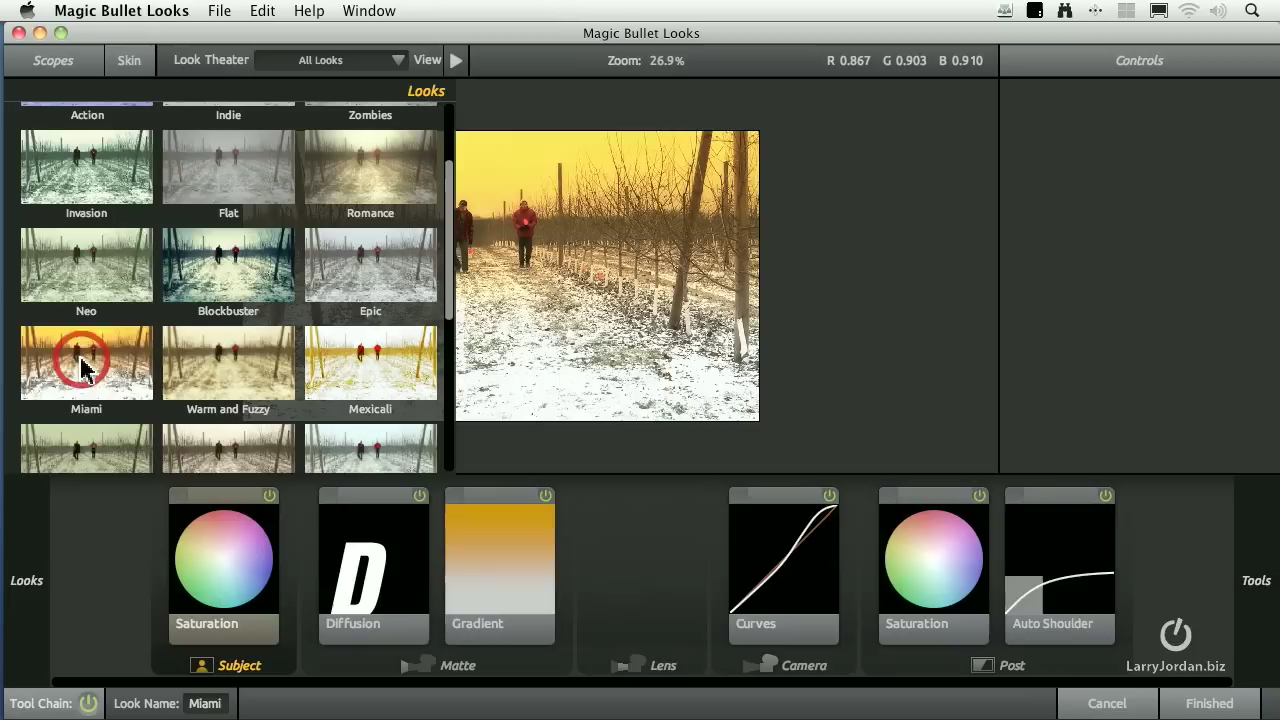 Magic Bullet Looks File Edit Help Window
Magic Bullet Looks
Scopes Skin Look Theater All Looks View Zoom: 26.9% R 0.867 G 0.903 B 0.910 Controls
Looks
Action Indie Zombies
Invasion Flat Romance
Neo Blockbuster Epic
Miami Warm and Fuzzy Mexicali
Looks
D
Saturation Diffusion Gradient Curves Saturation Auto Shoulder
Subject Matte Lens Camera Post
Tools
LarryJordan.biz
Tool Chain: Look Name: Miami Cancel Finished